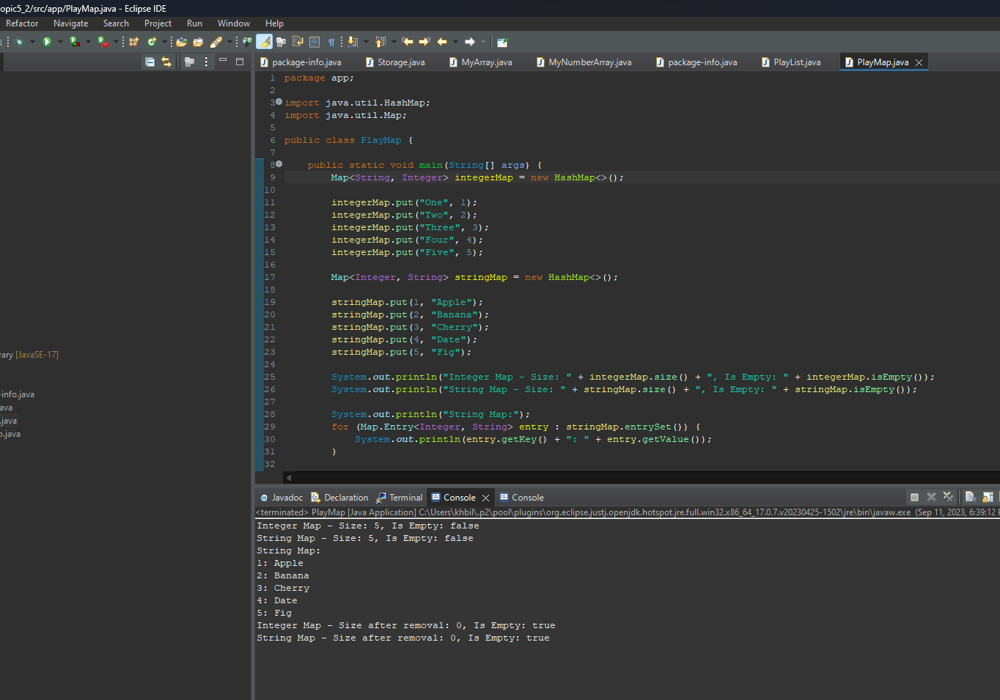 opic5_2/src/app/PlayMap.java - Eclipse IDE
Refactor Navigate Search Project Run Window Help
package-info.java Storage.java MyArray.java MyNumberArray.java package-info.java PlayList.java PlayMap.java
1 package app;
2
3 import java.util.HashMap;
4 import java.util.Map;
5
6 public class PlayMap {
7
8 public static void main(String[] args) {
9 Map<String, Integer> integerMap = new HashMap<>();
10
11 integerMap.put("One", 1);
12 integerMap.put("Two", 2);
13 integerMap.put("Three", 3);
14 integerMap.put("Four", 4);
15 integerMap.put("Five", 5);
16
17 Map<Integer, String> stringMap = new HashMap<>();
18
19 stringMap.put(1, "Apple");
20 stringMap.put(2, "Banana");
21 stringMap.put(3, "Cherry");
22 stringMap.put(4, "Date");
23 stringMap.put(5, "Fig");
24
25 System.out.println("Integer Map - Size: " + integerMap.size() + ", Is Empty: " + integerMap.isEmpty());
26 System.out.println("String Map - Size: " + stringMap.size() + ", Is Empty: " + stringMap.isEmpty());
27
28 System.out.println("String Map:");
29 for (Map.Entry<Integer, String> entry : stringMap.entrySet()) {
30 System.out.println(entry.getKey() + ": " + entry.getValue());
31 }
32
rary [JavaSE-17]
-info.java
ava
.java
o.java
Javadoc Declaration Terminal Console Console
<terminated> PlayMap [Java Application] C:\Users\khbil\.p2\pool\plugins\org.eclipse.justj.openjdk.hotspot.jre.full.win32.x86_64_17.0.7.v20230425-1502\jre\bin\javaw.exe (Sep 11, 2023, 6:39:12 P
Integer Map - Size: 5, Is Empty: false
String Map - Size: 5, Is Empty: false
String Map:
1: Apple
2: Banana
3: Cherry
4: Date
5: Fig
Integer Map - Size after removal: 0, Is Empty: true
String Map - Size after removal: 0, Is Empty: true